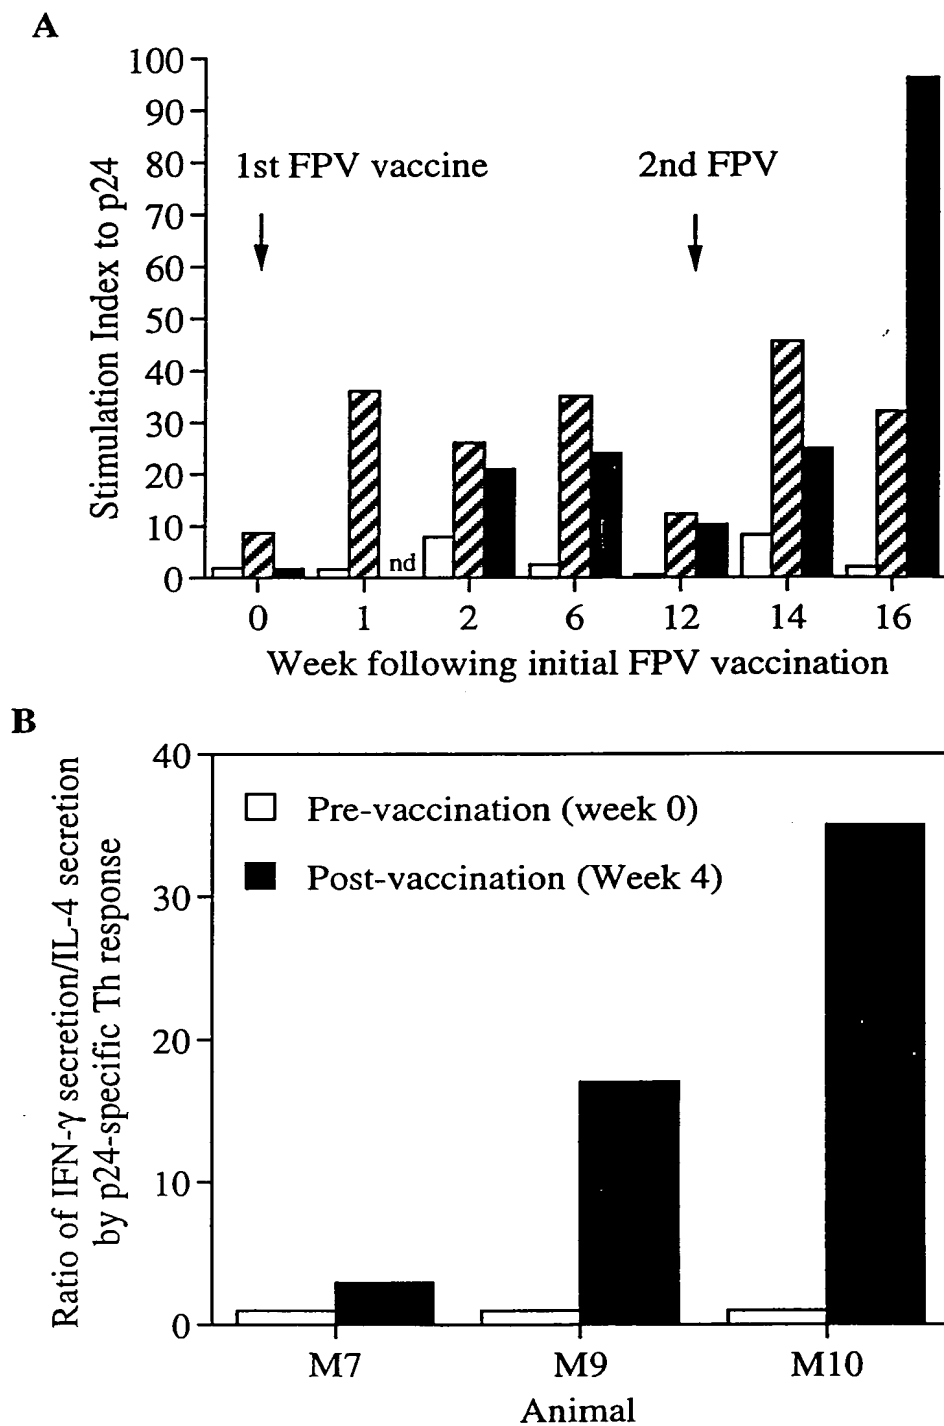 A
Stimulation Index to p24
100
90
80
70
60
50
40
30
20
10
0
1st FPV vaccine
2nd FPV
nd
0 1 2 6 12 14 16
Week following initial FPV vaccination
B
Ratio of IFN-γ secretion/IL-4 secretion
by p24-specific Th response
40
30
20
10
0
Pre-vaccination (week 0)
Post-vaccination (Week 4)
M7 M9 M10
Animal